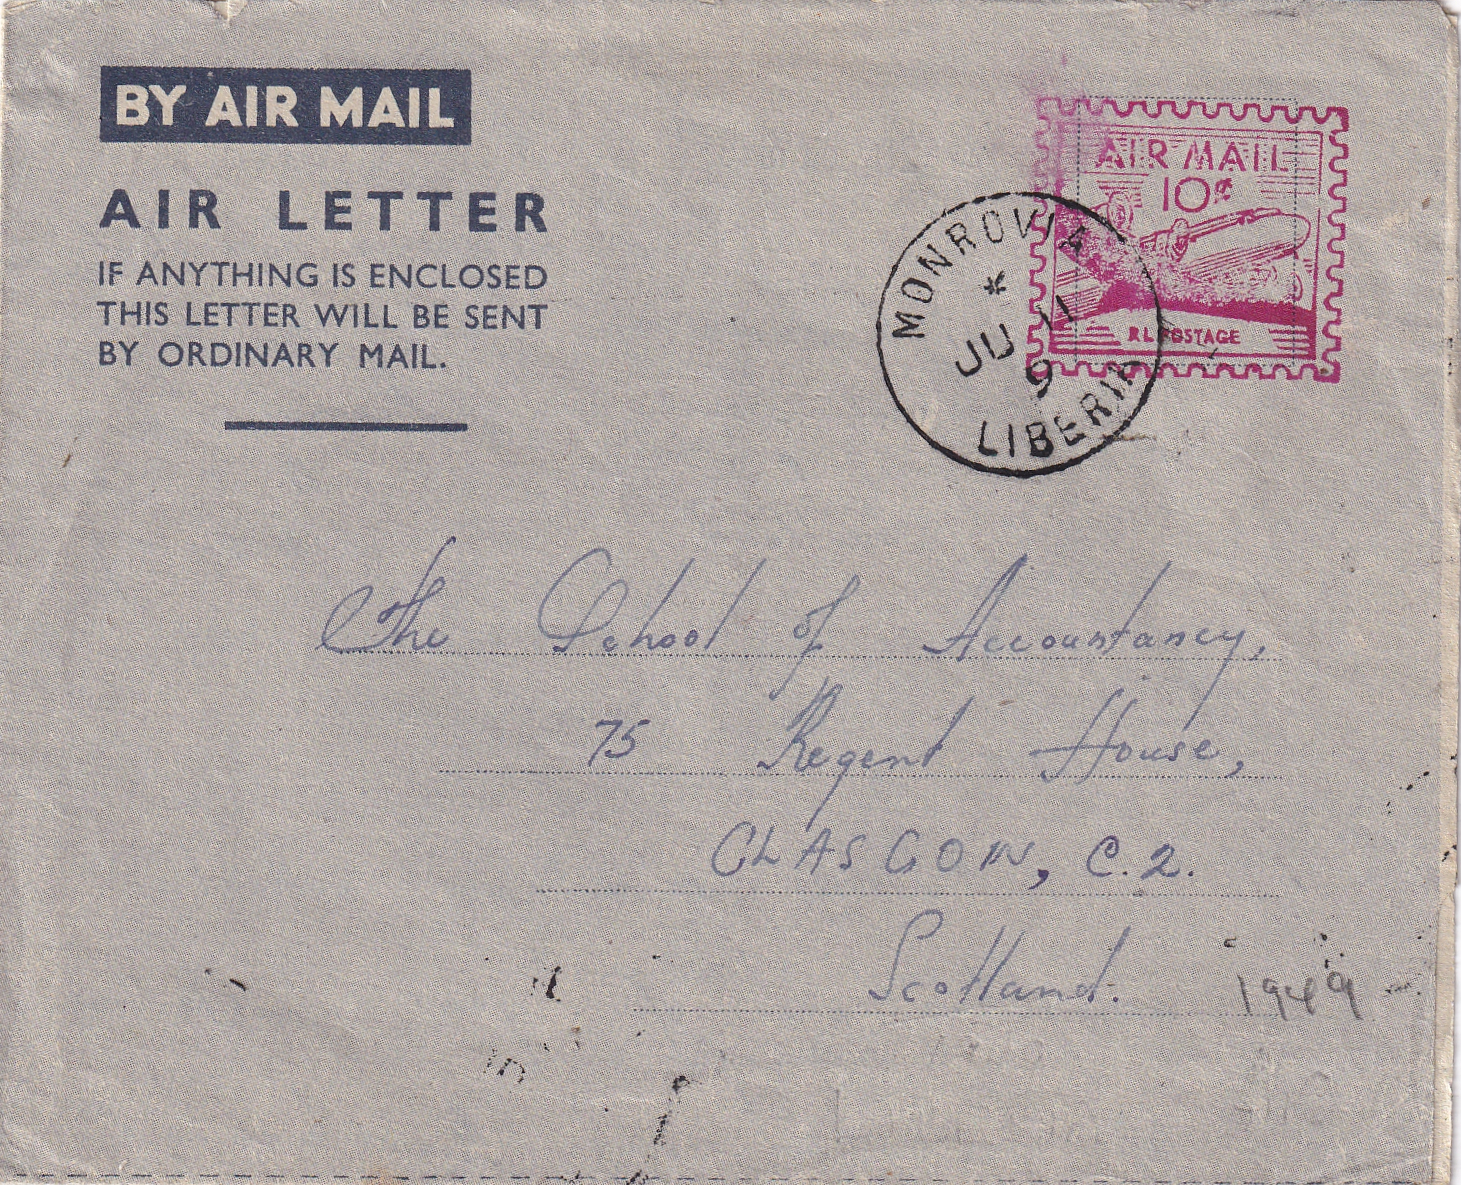 BY AIR MAIL
AIR LETTER
IF ANYTHING IS ENCLOSED
THIS LETTER WILL BE SENT
BY ORDINARY MAIL.
AIR MAIL
10¢
R L POSTAGE
MONROVIA
*
JU 11
9
LIBERIA
The School of Accountancy,
75 Regent House,
GLASGOW, C.2.
Scotland.
1949